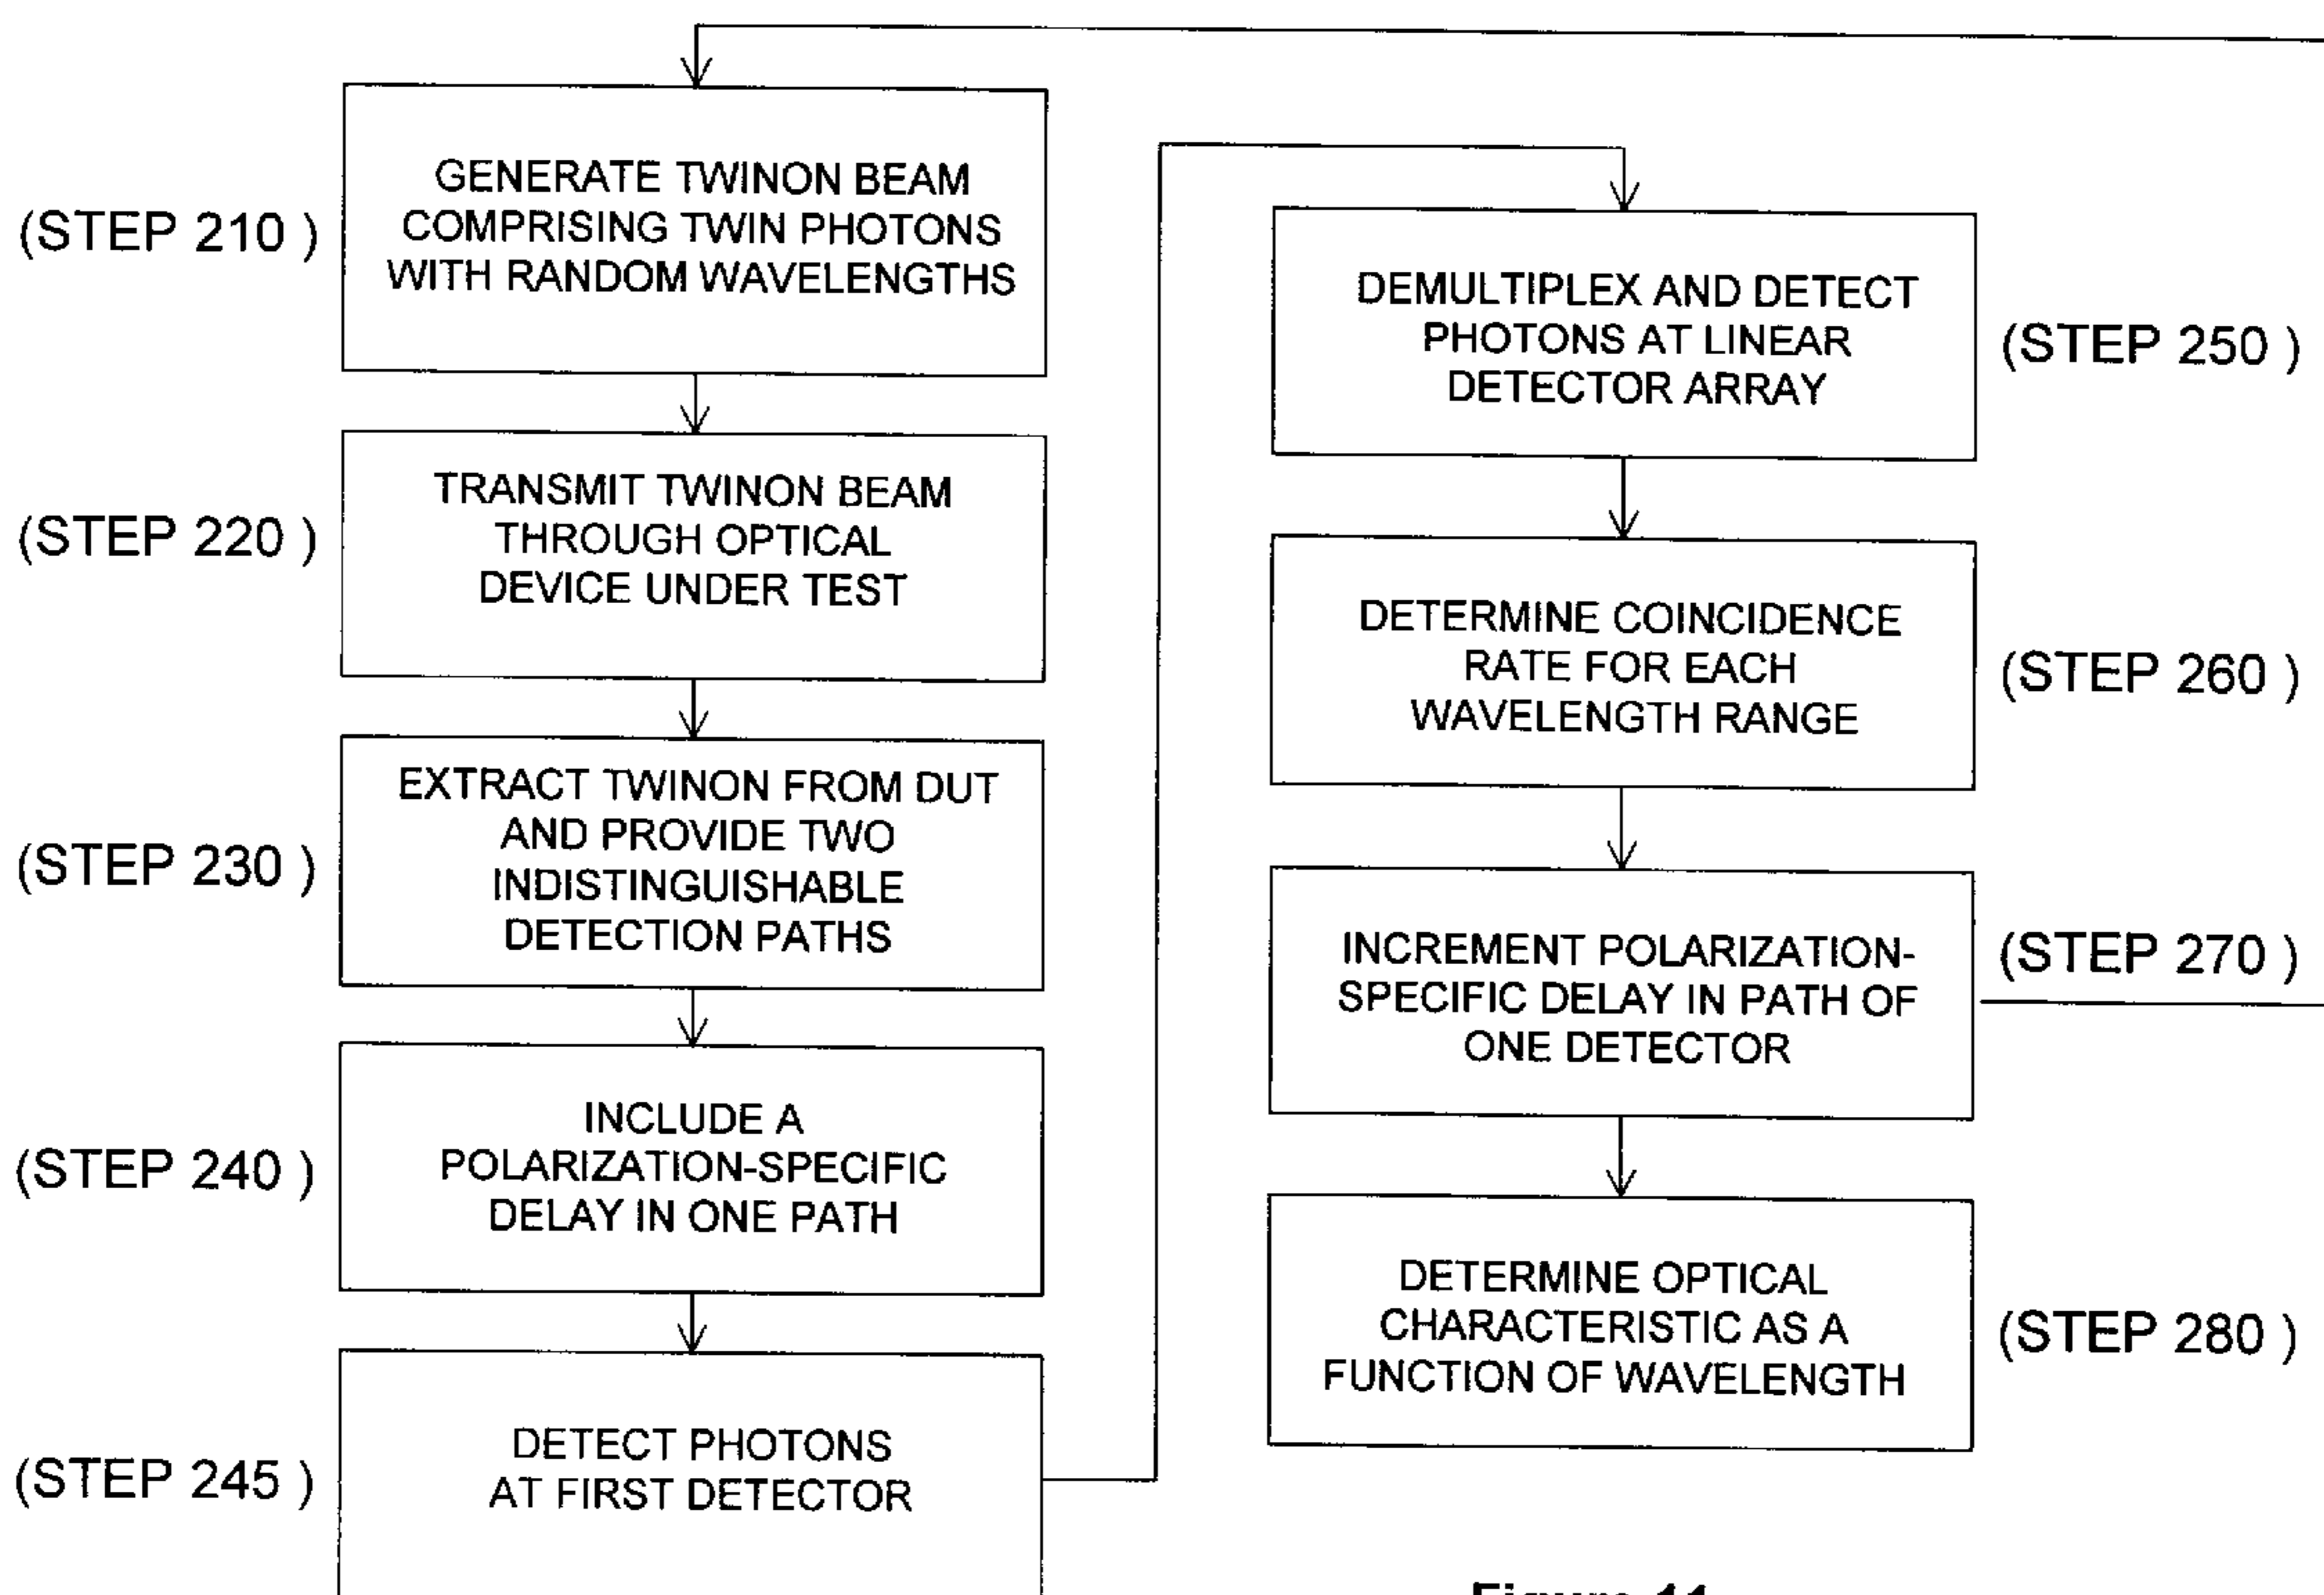 (STEP 210 )
GENERATE TWINON BEAM
COMPRISING TWIN PHOTONS
WITH RANDOM WAVELENGTHS
(STEP 220 )
TRANSMIT TWINON BEAM
THROUGH OPTICAL
DEVICE UNDER TEST
(STEP 230 )
EXTRACT TWINON FROM DUT
AND PROVIDE TWO
INDISTINGUISHABLE
DETECTION PATHS
(STEP 240 )
INCLUDE A
POLARIZATION-SPECIFIC
DELAY IN ONE PATH
(STEP 245 )
DETECT PHOTONS
AT FIRST DETECTOR
DEMULTIPLEX AND DETECT
PHOTONS AT LINEAR
DETECTOR ARRAY
(STEP 250 )
DETERMINE COINCIDENCE
RATE FOR EACH
WAVELENGTH RANGE
(STEP 260 )
INCREMENT POLARIZATION-
SPECIFIC DELAY IN PATH OF
ONE DETECTOR
(STEP 270 )
DETERMINE OPTICAL
CHARACTERISTIC AS A
FUNCTION OF WAVELENGTH
(STEP 280 )
Figure 11